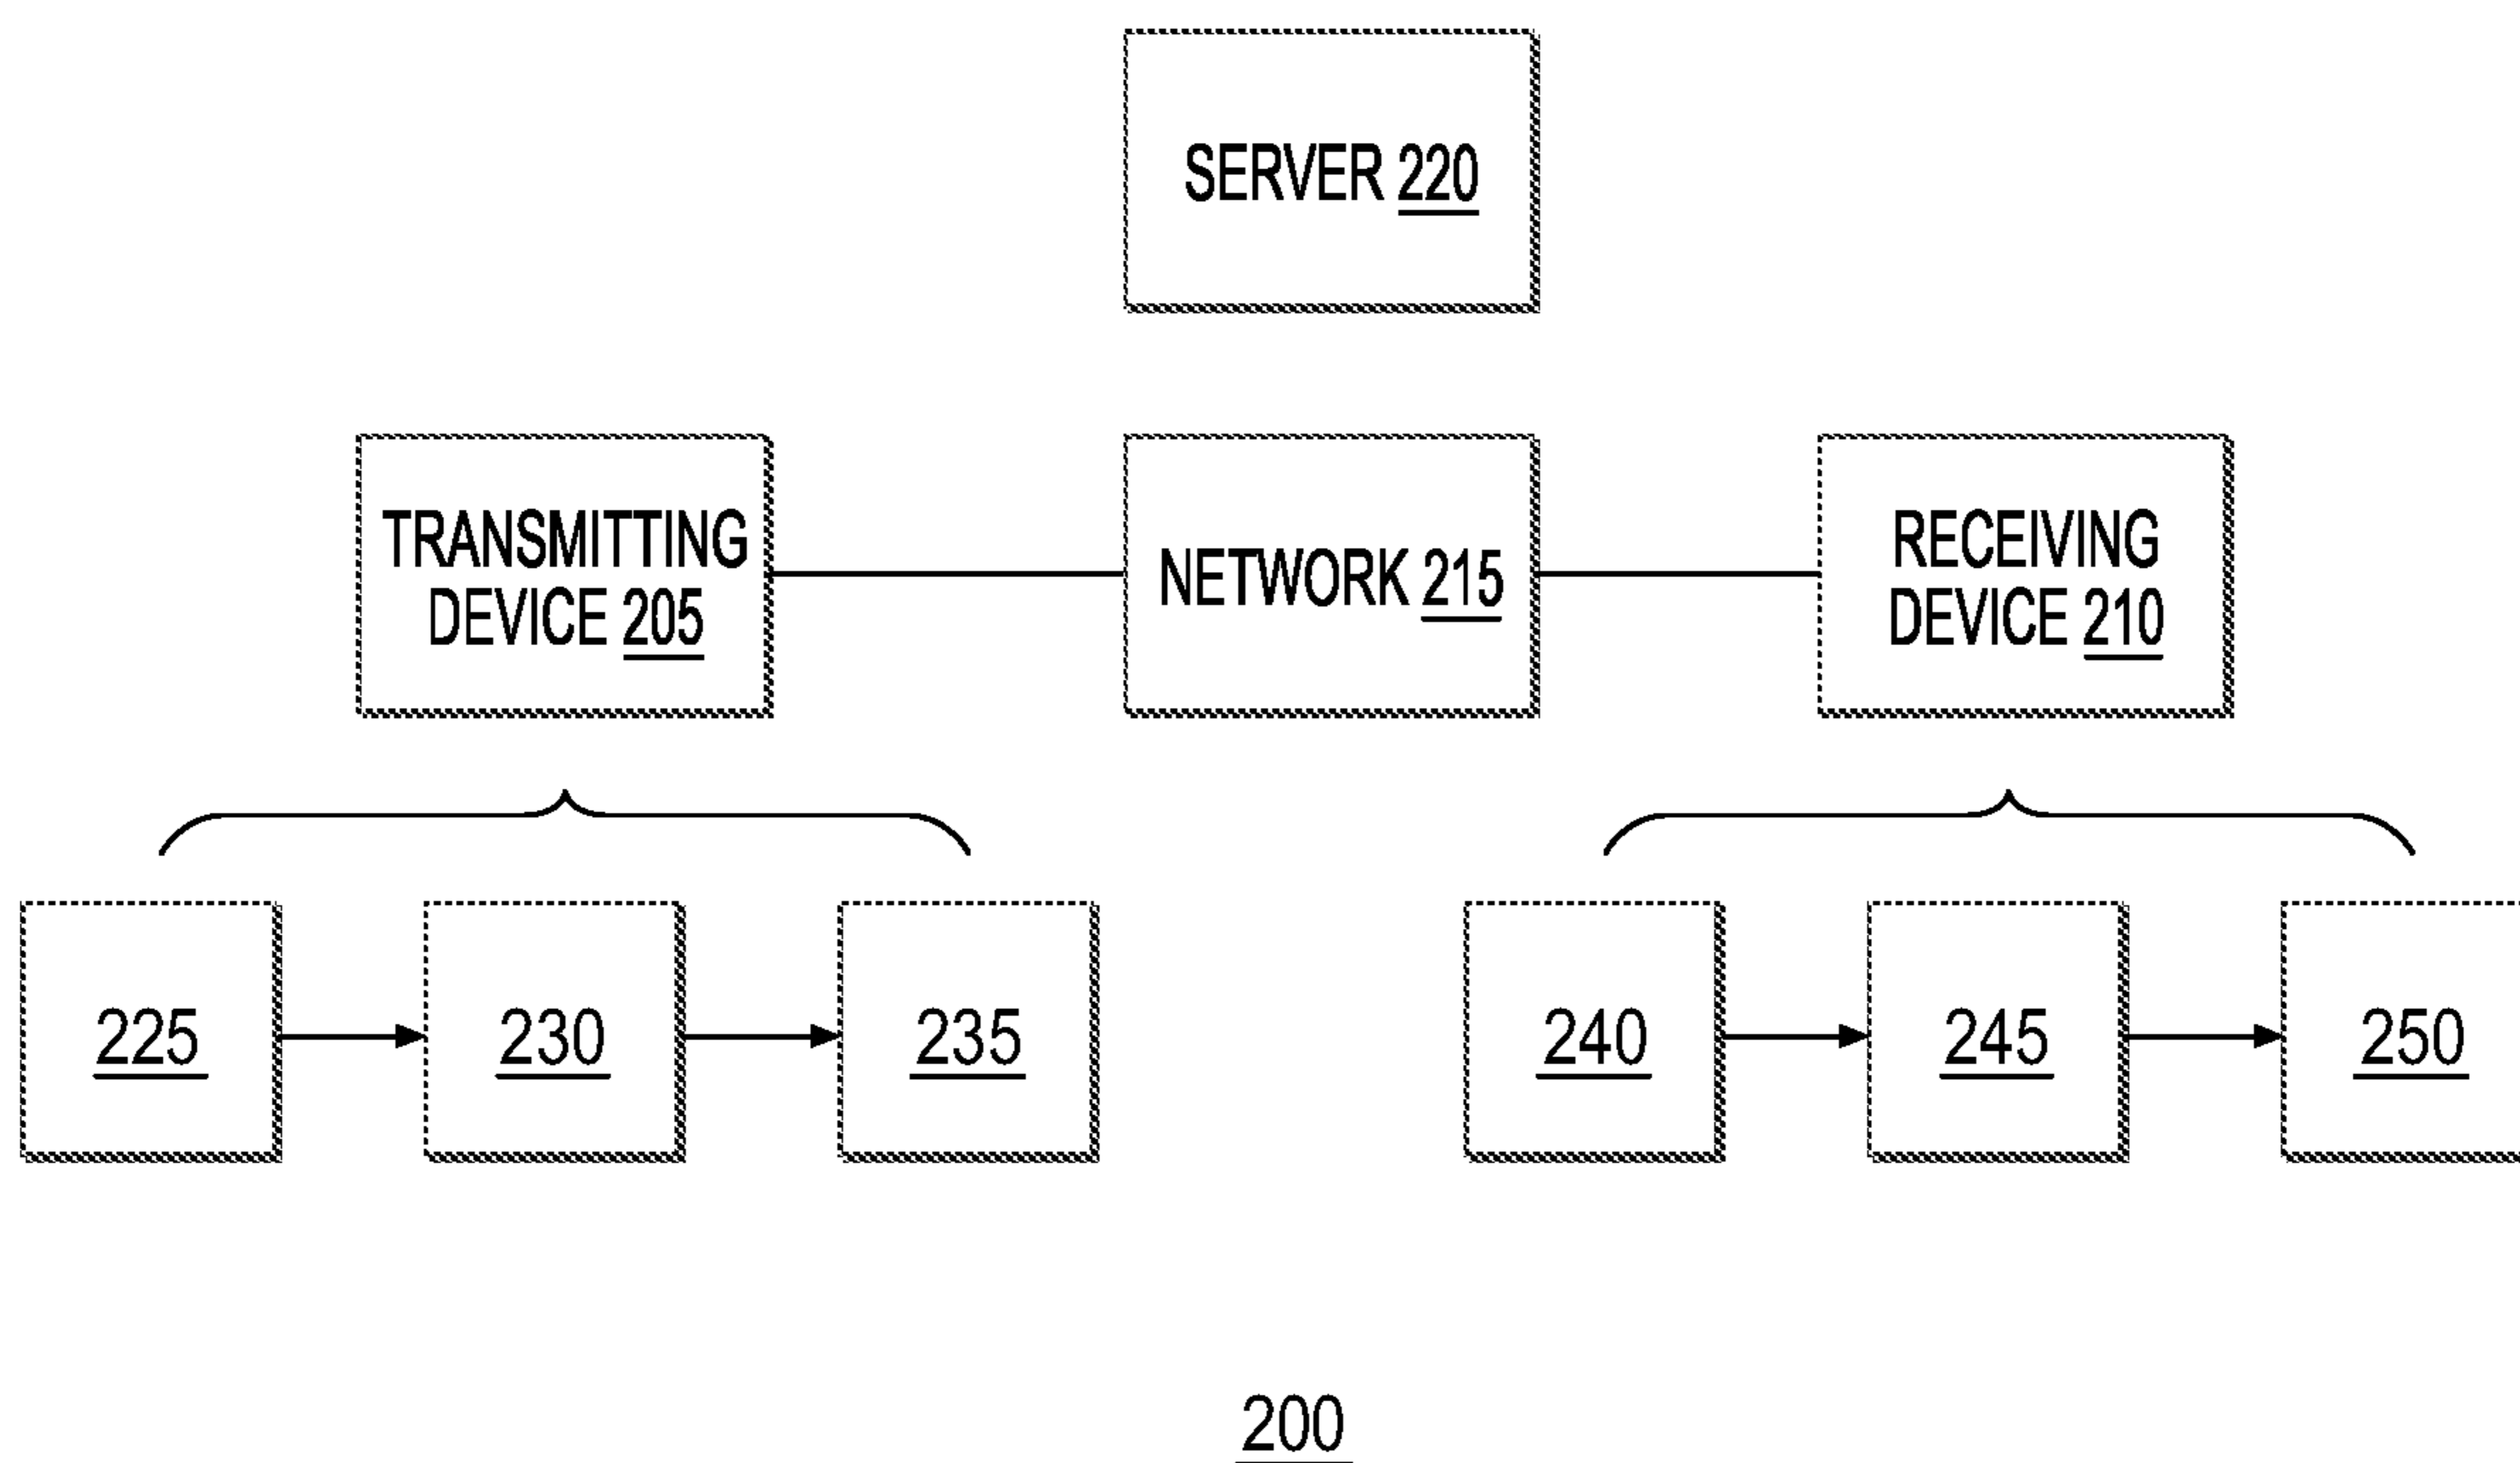 SERVER 220
TRANSMITTING
DEVICE 205
NETWORK 215
RECEIVING
DEVICE 210
225
230
235
240
245
250
200